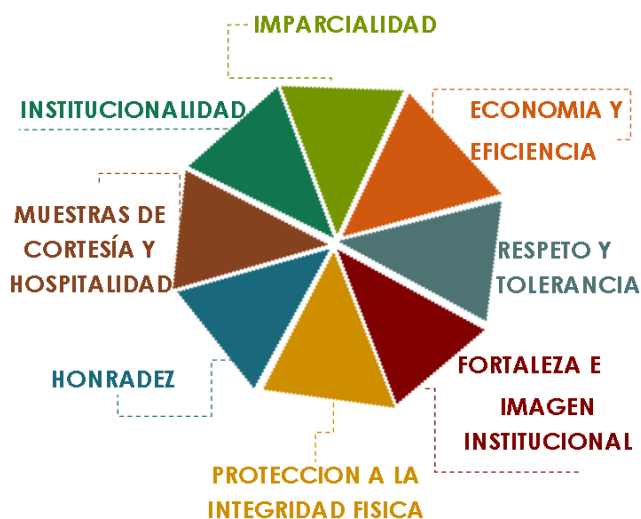 IMPARCIALIDAD
ECONOMIA Y
EFICIENCIA
RESPETO Y
TOLERANCIA
FORTALEZA E
IMAGEN
INSTITUCIONAL
PROTECCION A LA
INTEGRIDAD FISICA
HONRADEZ
MUESTRAS DE
CORTESÍA Y
HOSPITALIDAD
INSTITUCIONALIDAD